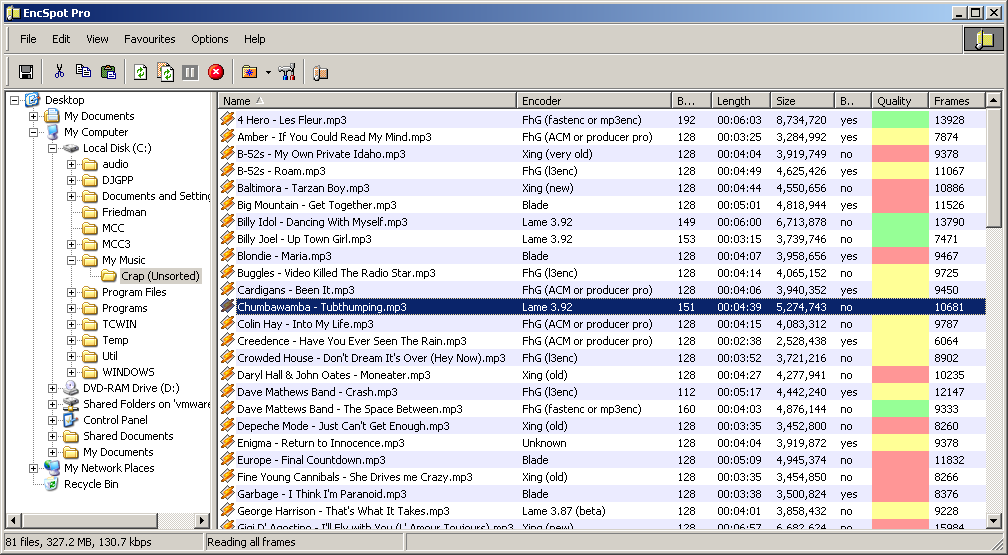 EncSpot Pro
File Edit View Favourites Options Help
Desktop
My Documents
My Computer
Local Disk (C:)
audio
DJGPP
Documents and Setting
Friedman
MCC
MCC3
My Music
Crap (Unsorted)
Program Files
Programs
TCWIN
Temp
Util
WINDOWS
DVD-RAM Drive (D:)
Shared Folders on 'vmware
Control Panel
Shared Documents
My Documents
My Network Places
Recycle Bin
Name Encoder B... Length Size B.. Quality Frames
4 Hero - Les Fleur.mp3 FhG (fastenc or mp3enc) 192 00:06:03 8,734,720 yes 13928
Amber - If You Could Read My Mind.mp3 FhG (ACM or producer pro) 128 00:03:25 3,284,992 yes 7874
B-52s - My Own Private Idaho.mp3 Xing (very old) 128 00:04:04 3,919,749 no 9378
B-52s - Roam.mp3 FhG (l3enc) 128 00:04:49 4,625,426 yes 11067
Baltimora - Tarzan Boy.mp3 Xing (new) 128 00:04:44 4,550,656 no 10886
Big Mountain - Get Together.mp3 Blade 128 00:05:01 4,818,944 yes 11526
Billy Idol - Dancing With Myself.mp3 Lame 3.92 149 00:06:00 6,713,878 no 13790
Billy Joel - Up Town Girl.mp3 Lame 3.92 153 00:03:15 3,739,746 no 7471
Blondie - Maria.mp3 Blade 128 00:04:07 3,958,656 yes 9467
Buggles - Video Killed The Radio Star.mp3 FhG (l3enc) 128 00:04:14 4,065,152 no 9725
Cardigans - Been It.mp3 FhG (ACM or producer pro) 128 00:04:06 3,940,352 yes 9450
Chumbawamba - Tubthumping.mp3 Lame 3.92 151 00:04:39 5,274,743 no 10681
Colin Hay - Into My Life.mp3 FhG (ACM or producer pro) 128 00:04:15 4,083,312 no 9787
Creedence - Have You Ever Seen The Rain.mp3 FhG (ACM or producer pro) 128 00:02:38 2,528,438 yes 6064
Crowded House - Don't Dream It's Over (Hey Now).mp3 FhG (l3enc) 128 00:03:52 3,721,216 no 8902
Daryl Hall & John Oates - Moneater.mp3 Xing (old) 128 00:04:27 4,277,941 no 10235
Dave Mathews Band - Crash.mp3 FhG (l3enc) 112 00:05:17 4,442,240 yes 12147
Dave Mattews Band - The Space Between.mp3 FhG (fastenc or mp3enc) 160 00:04:03 4,876,144 no 9333
Depeche Mode - Just Can't Get Enough.mp3 Xing (old) 128 00:03:35 3,452,800 no 8260
Enigma - Return to Innocence.mp3 Unknown 128 00:04:04 3,919,872 yes 9378
Europe - Final Countdown.mp3 Blade 128 00:05:09 4,945,374 no 11832
Fine Young Cannibals - She Drives me Crazy.mp3 Xing (old) 128 00:03:35 3,454,850 no 8266
Garbage - I Think I'm Paranoid.mp3 Blade 128 00:03:38 3,500,824 yes 8376
George Harrison - That's What It Takes.mp3 Lame 3.87 (beta) 128 00:04:01 3,858,432 yes 9231
Gigi D' Agostino - I'll Fly with You (L' Amour Toujours).mp3 Xing (new) 128 00:06:57 6,682,624 no 15984
81 files, 327.2 MB, 130.7 kbps Reading all frames